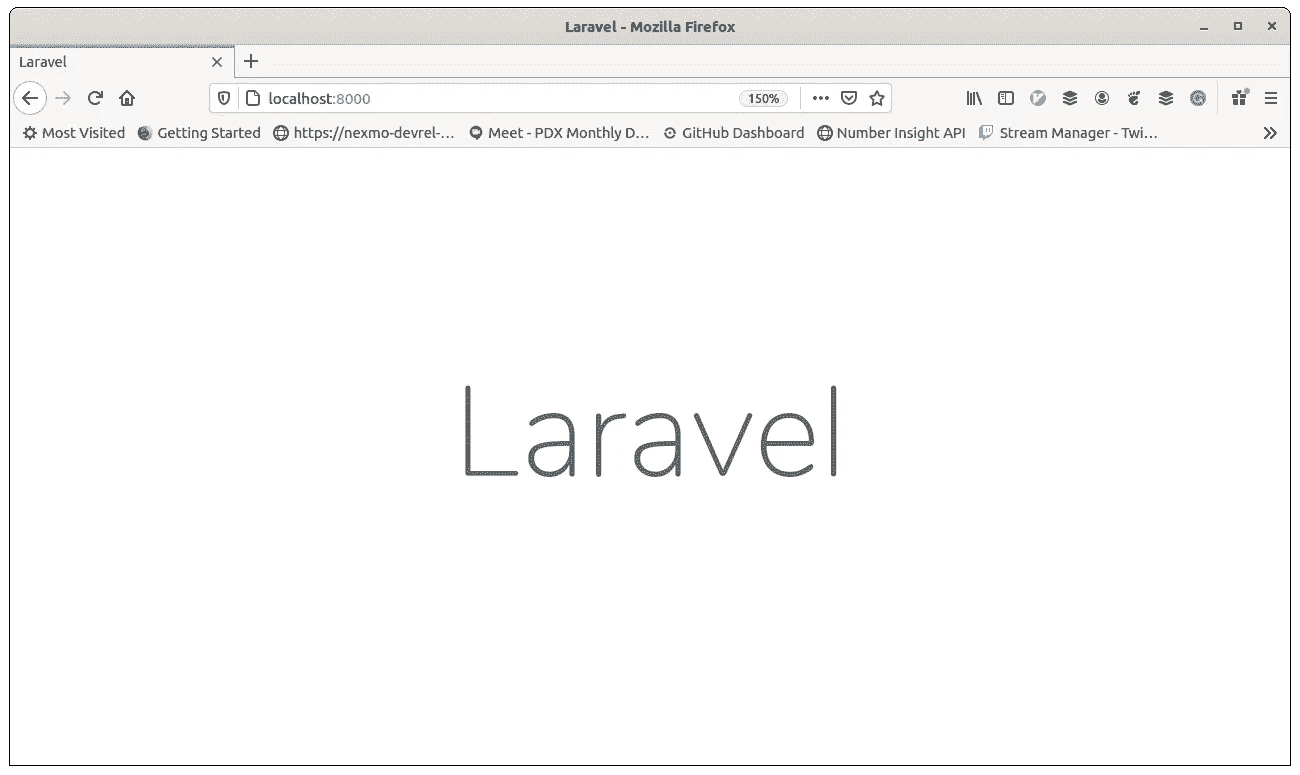 Laravel - Mozilla Firefox
Laravel
localhost:8000 150%
Most Visited Getting Started https://nexmo-devrel-... Meet - PDX Monthly D... GitHub Dashboard Number Insight API Stream Manager - Twi...
Laravel